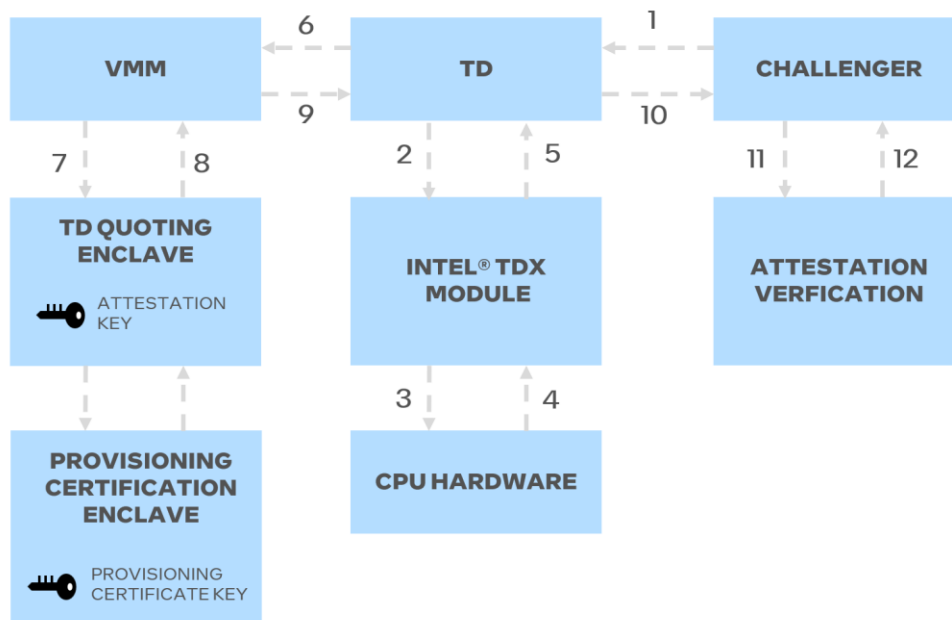 6
1
VMM
TD
CHALLENGER
9
10
7
8
2
5
11
12
TD QUOTING
ENCLAVE
ATTESTATION
KEY
INTEL® TDX
MODULE
ATTESTATION
VERFICATION
3
4
PROVISIONING
CERTIFICATION
ENCLAVE
PROVISIONING
CERTIFICATE KEY
CPU HARDWARE